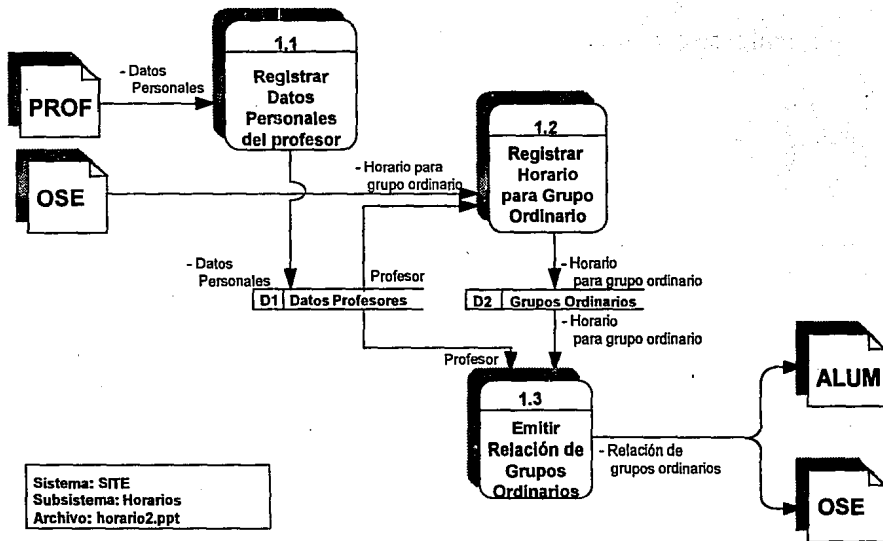 1.1
Registrar
Datos
Personales
del profesor
- Datos
Personales
PROF
1.2
Registrar
Horario
para Grupo
Ordinario
- Horario para
grupo ordinario
OSE
- Datos
Personales
Profesor
- Horario
para grupo ordinario
D1 Datos Profesores
D2 Grupos Ordinarios
- Horario
para grupo ordinario
Profesor
ALUM
1.3
Emitir
Relación de
Grupos
Ordinarios
- Relación de
grupos ordinarios
OSE
Sistema: SITE
Subsistema: Horarios
Archivo: horario2.ppt